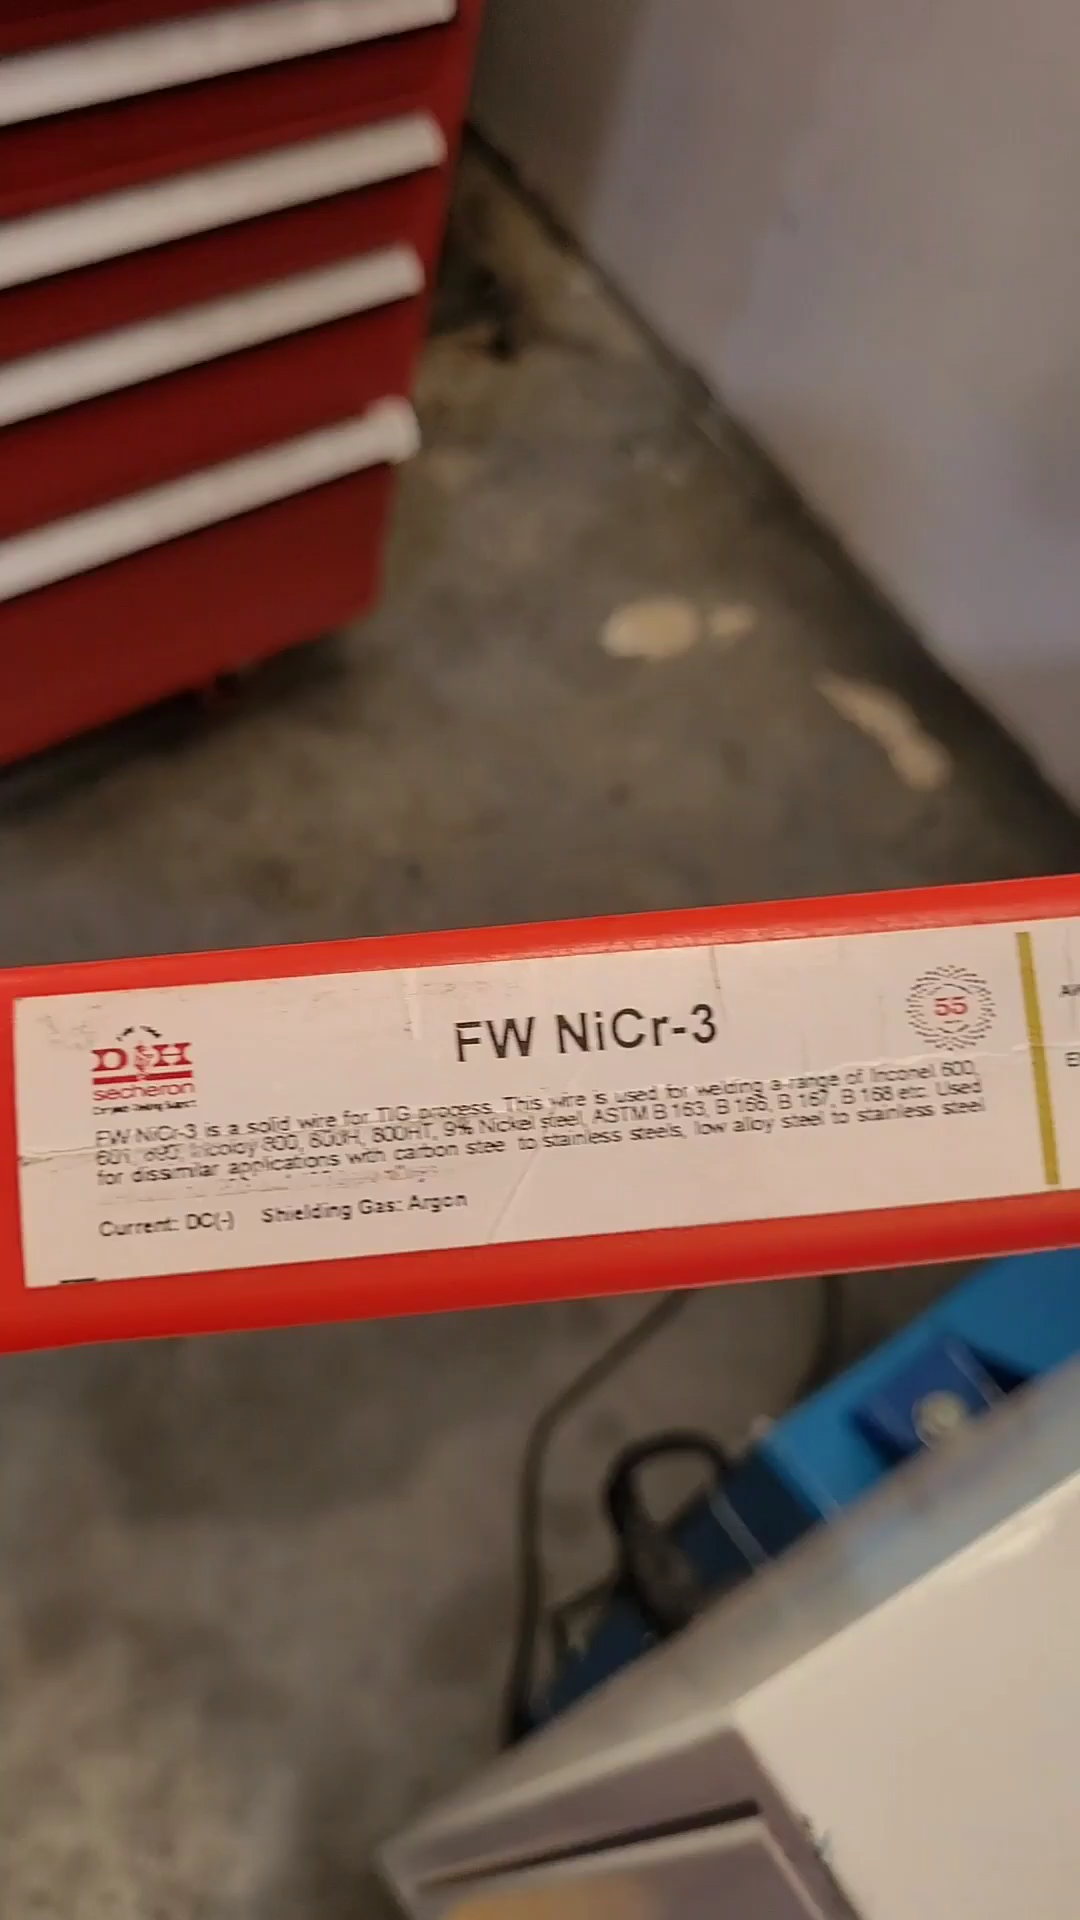 FW NiCr-3
55
D&H
secheron
FW NiCr-3 is a solid wire for TIG process. This wire is used for welding a range of Inconel 600,
601, 690, Incoloy 800, 800H, 800HT, 9% Nickel steel, ASTM B 163, B 166, B 167, B 168 etc. Used
for dissimilar applications with carbon steel to stainless steels, low alloy steel to stainless steel
Current: DC(-) Shielding Gas: Argon